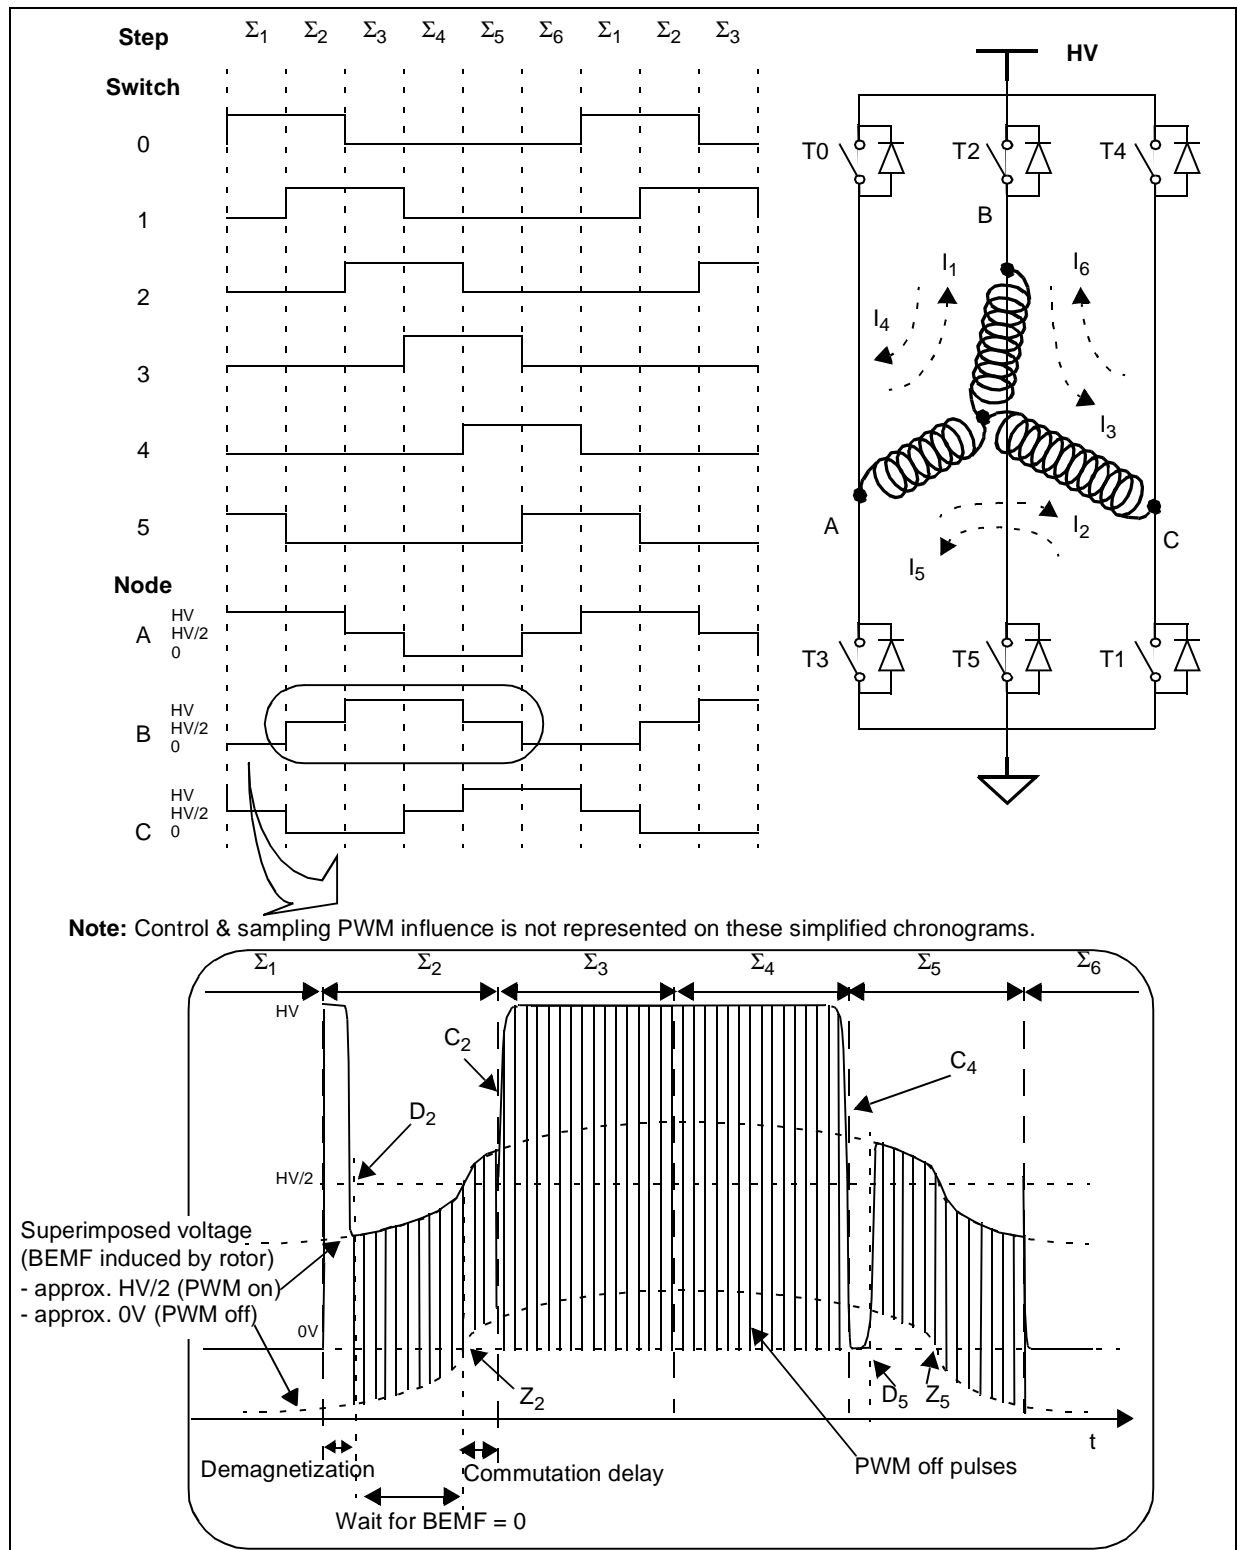 Step Σ1 Σ2 Σ3 Σ4 Σ5 Σ6 Σ1 Σ2 Σ3
Switch
0
1
2
3
4
5
Node
A HV HV/2 0
B HV HV/2 0
C HV HV/2 0
HV
T0 T2 T4
B
I1 I6
I4
I3
A I2 C
I5
T3 T5 T1
Note: Control & sampling PWM influence is not represented on these simplified chronograms.
Σ1 Σ2 Σ3 Σ4 Σ5 Σ6
HV
C2 C4
D2
HV/2
Superimposed voltage
(BEMF induced by rotor)
- approx. HV/2 (PWM on)
- approx. 0V (PWM off)
0V
Z2 D5 Z5
t
Demagnetization Commutation delay PWM off pulses
Wait for BEMF = 0